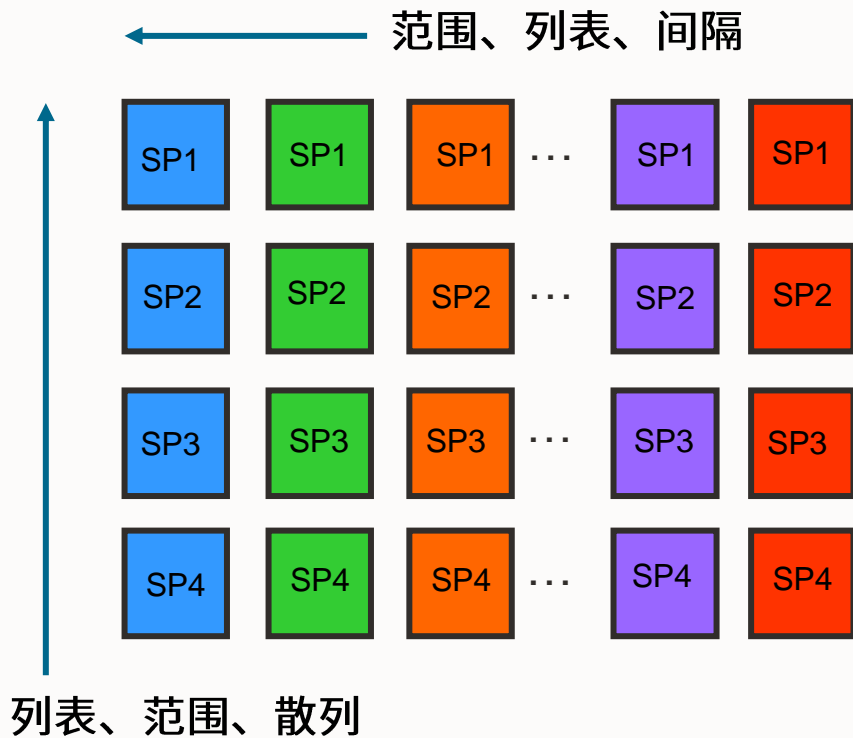 范围、列表、间隔
SP1 SP1 SP1 ... SP1 SP1
SP2 SP2 SP2 ... SP2 SP2
SP3 SP3 SP3 ... SP3 SP3
SP4 SP4 SP4 ... SP4 SP4
列表、范围、散列